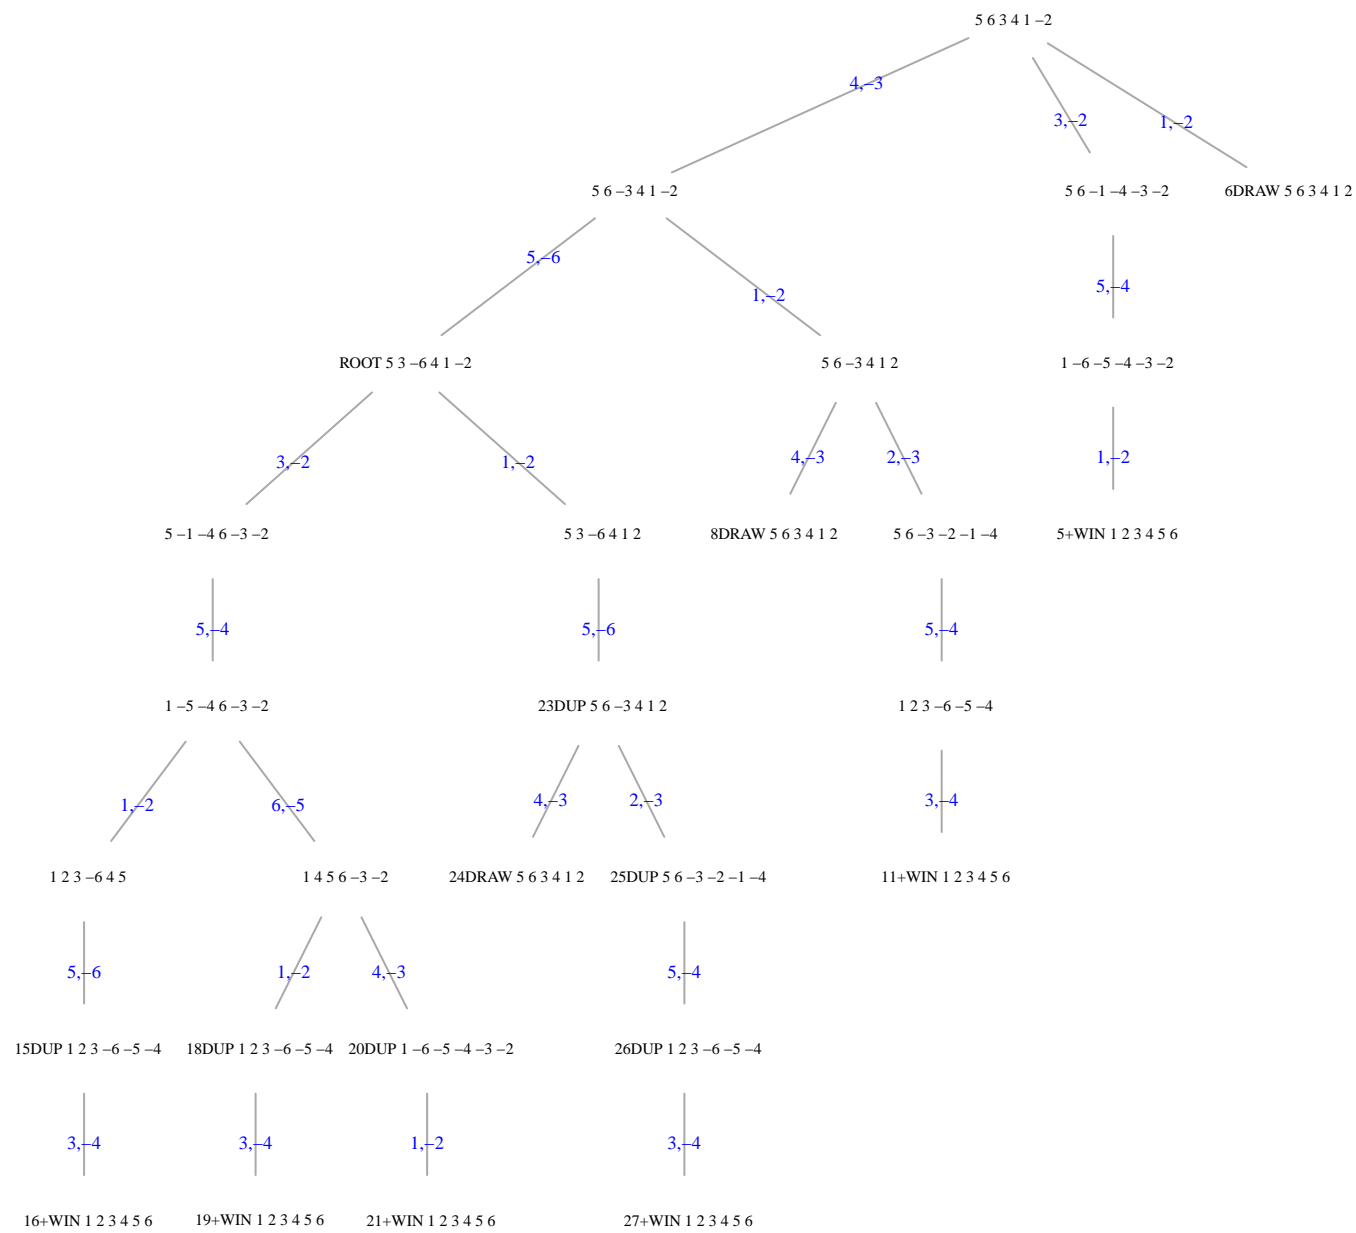 5 6 3 4 1 −2
4,−3
3,−2
1,−2
5 6 −3 4 1 −2
5 6 −1 −4 −3 −2
6DRAW 5 6 3 4 1 2
5,−6
1,−2
5,−4
ROOT 5 3 −6 4 1 −2
5 6 −3 4 1 2
1 −6 −5 −4 −3 −2
3,−2
1,−2
4,−3
2,−3
1,−2
5 −1 −4 6 −3 −2
5 3 −6 4 1 2
8DRAW 5 6 3 4 1 2
5 6 −3 −2 −1 −4
5+WIN 1 2 3 4 5 6
5,−4
5,−6
5,−4
1 −5 −4 6 −3 −2
23DUP 5 6 −3 4 1 2
1 2 3 −6 −5 −4
1,−2
6,−5
4,−3
2,−3
3,−4
1 2 3 −6 4 5
1 4 5 6 −3 −2
24DRAW 5 6 3 4 1 2
25DUP 5 6 −3 −2 −1 −4
11+WIN 1 2 3 4 5 6
5,−6
1,−2
4,−3
5,−4
15DUP 1 2 3 −6 −5 −4
18DUP 1 2 3 −6 −5 −4
20DUP 1 −6 −5 −4 −3 −2
26DUP 1 2 3 −6 −5 −4
3,−4
3,−4
1,−2
3,−4
16+WIN 1 2 3 4 5 6
19+WIN 1 2 3 4 5 6
21+WIN 1 2 3 4 5 6
27+WIN 1 2 3 4 5 6